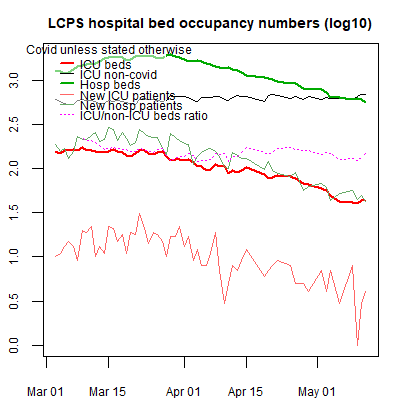 LCPS hospital bed occupancy numbers (log10)
Covid unless stated otherwise
ICU beds
ICU non-covid
Hosp beds
New ICU patients
New hosp patients
ICU/non-ICU beds ratio
3.0
2.5
2.0
1.5
1.0
0.5
0.0
Mar 01 Mar 15 Apr 01 Apr 15 May 01